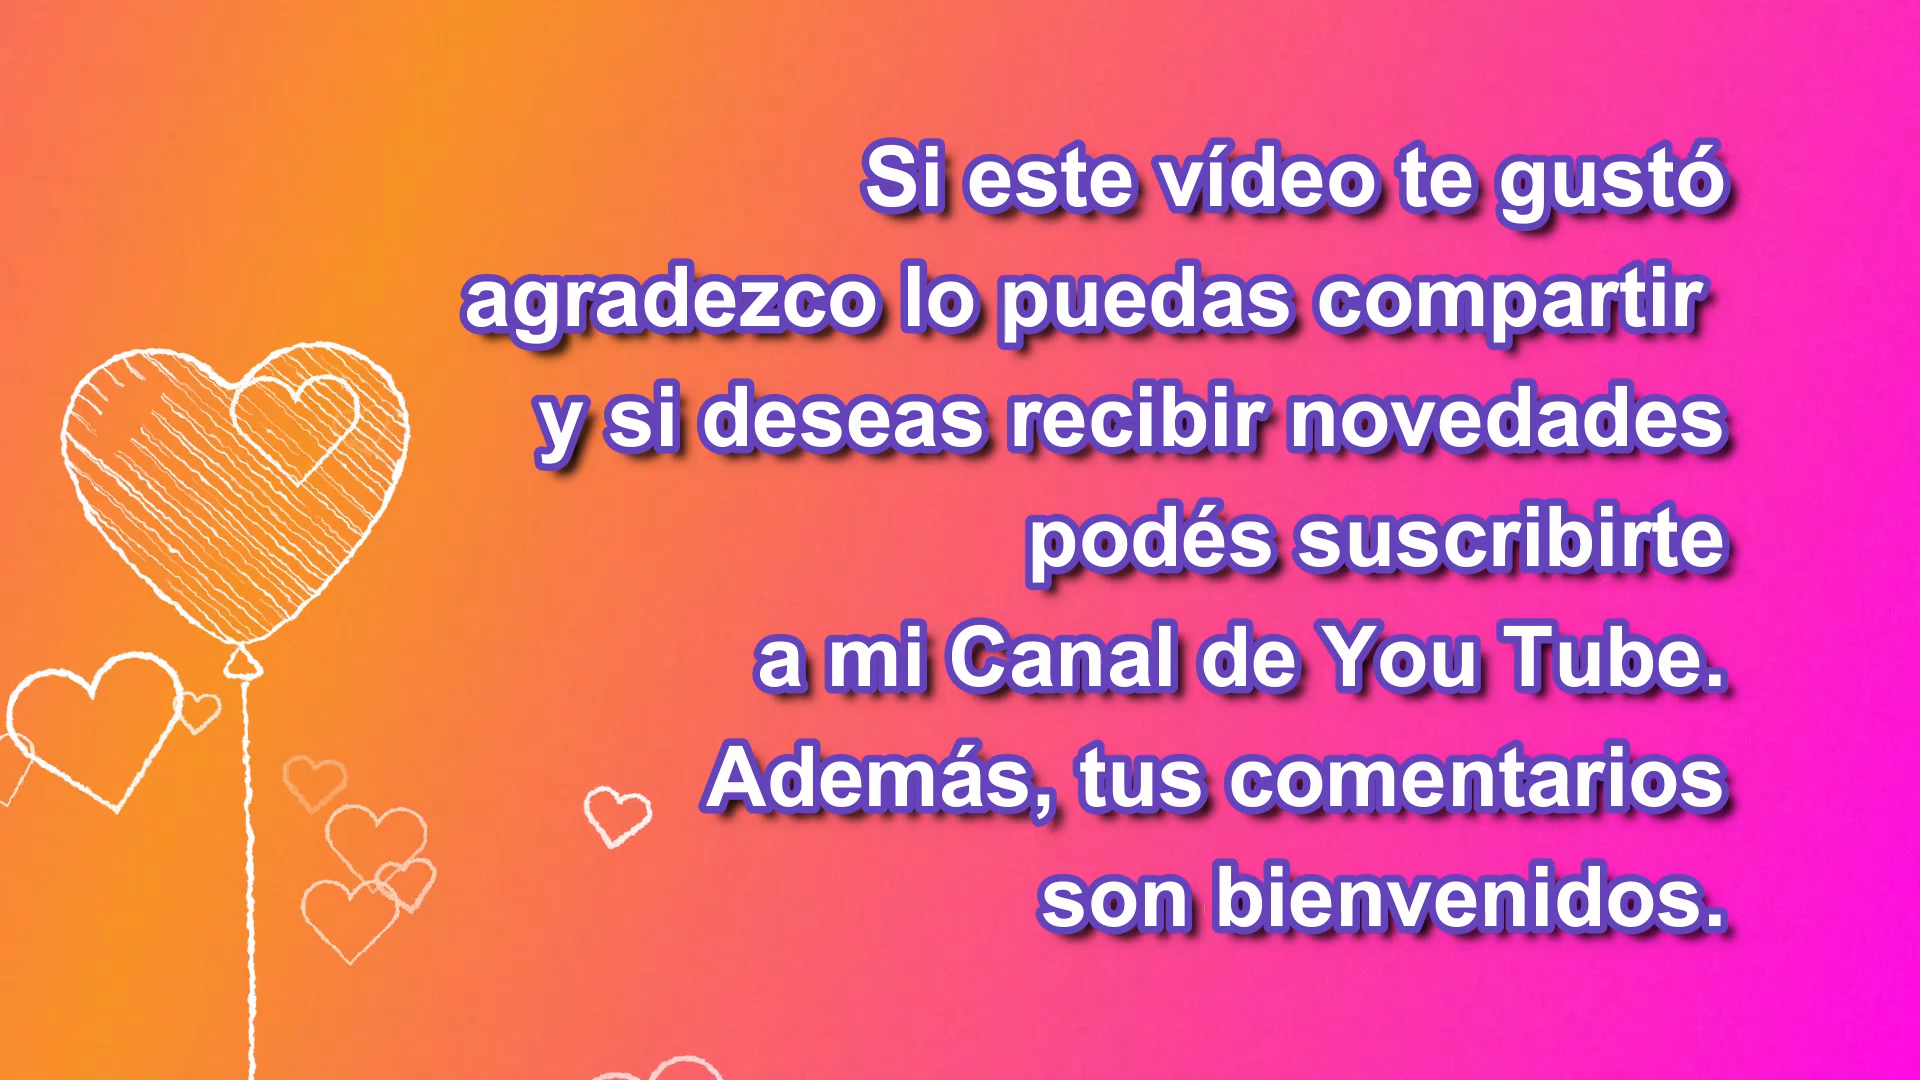 Si este vídeo te gustó
agradezco lo puedas compartir
y si deseas recibir novedades
podés suscribirte
a mi Canal de You Tube.
Además, tus comentarios
son bienvenidos.